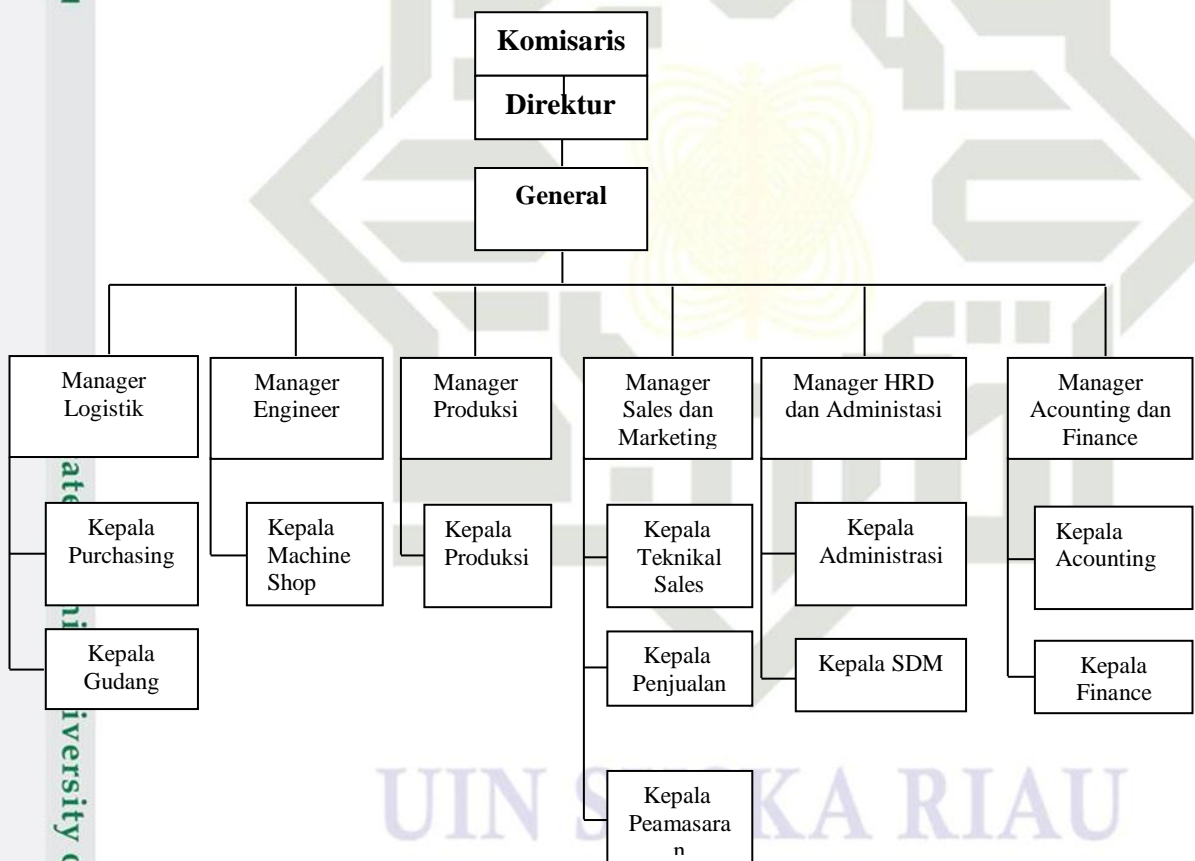 Komisaris
Direktur
General
Manager
Logistik
Manager
Engineer
Manager
Produksi
Manager
Sales dan
Marketing
Manager HRD
dan Administasi
Manager
Acounting dan
Finance
Kepala
Purchasing
Kepala
Machine
Shop
Kepala
Produksi
Kepala
Teknikal
Sales
Kepala
Administrasi
Kepala
Acounting
Kepala
Gudang
Kepala
Penjualan
Kepala SDM
Kepala
Finance
Kepala
Peamasara
n
UIN S KA RIAU